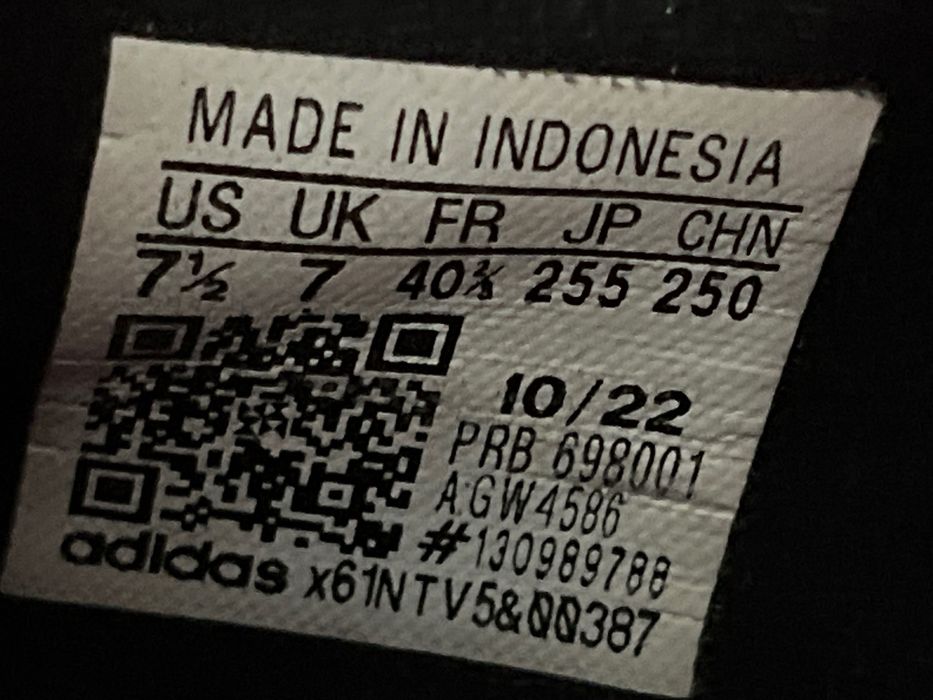 MADE IN INDONESIA
US UK FR JP CHN
7½ 7 40⅔ 255 250
10/22
PRB 698001
A:GW4586
#130989788
adidas x61NTV5&00387